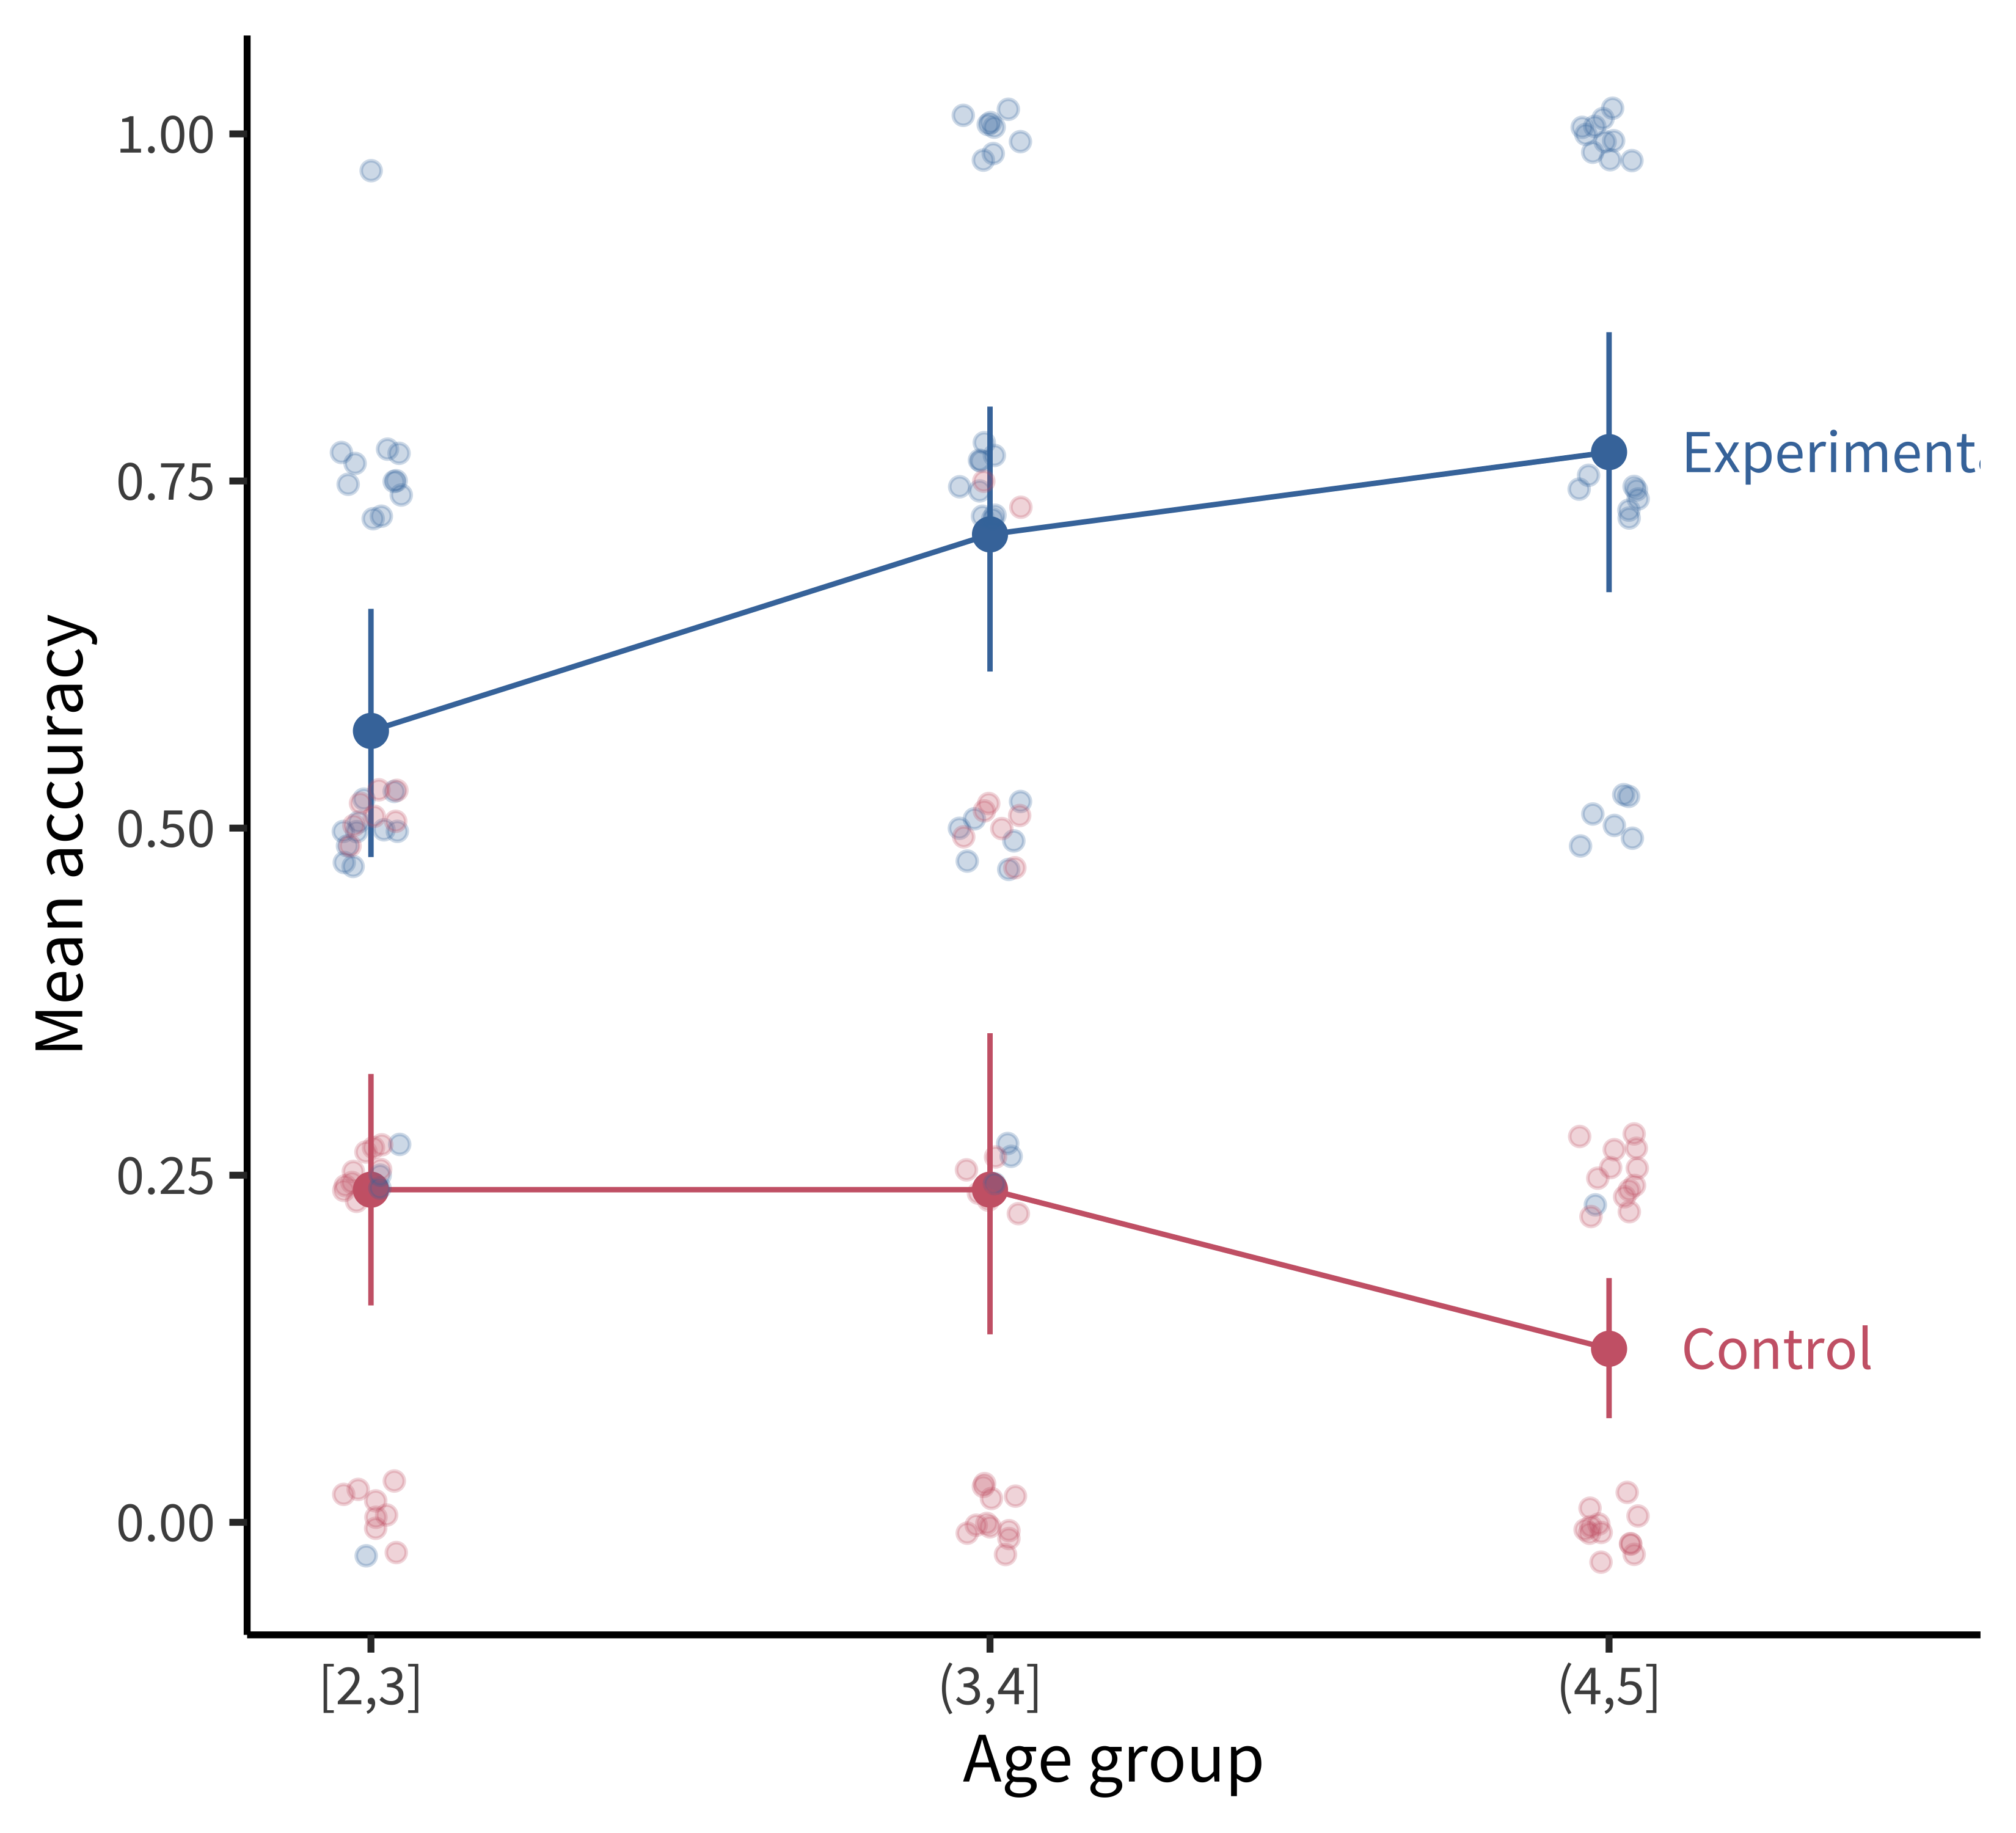 1.00
0.75
0.50
0.25
0.00
Mean accuracy
Experiment
Control
[2,3]
(3,4]
(4,5]
Age group